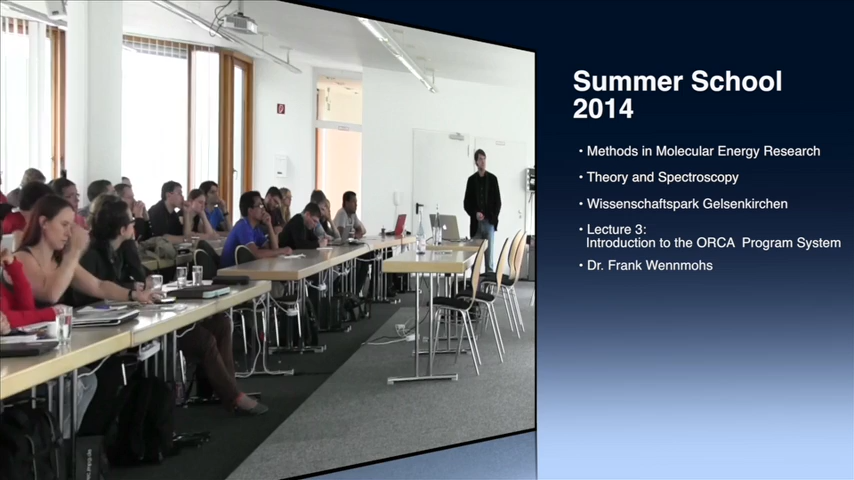 Summer School
2014
• Methods in Molecular Energy Research
• Theory and Spectroscopy
• Wissenschaftspark Gelsenkirchen
• Lecture 3:
Introduction to the ORCA Program System
• Dr. Frank Wennmohs